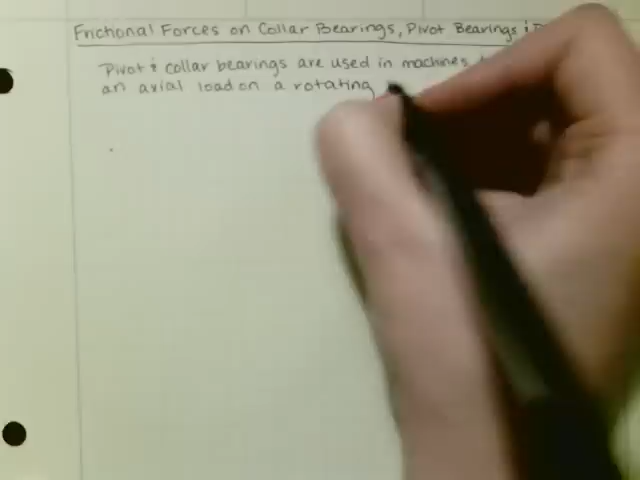 Frictional Forces on Collar Bearings, Pivot Bearings &
Pivot & collar bearings are used in machines
an axial load on a rotating